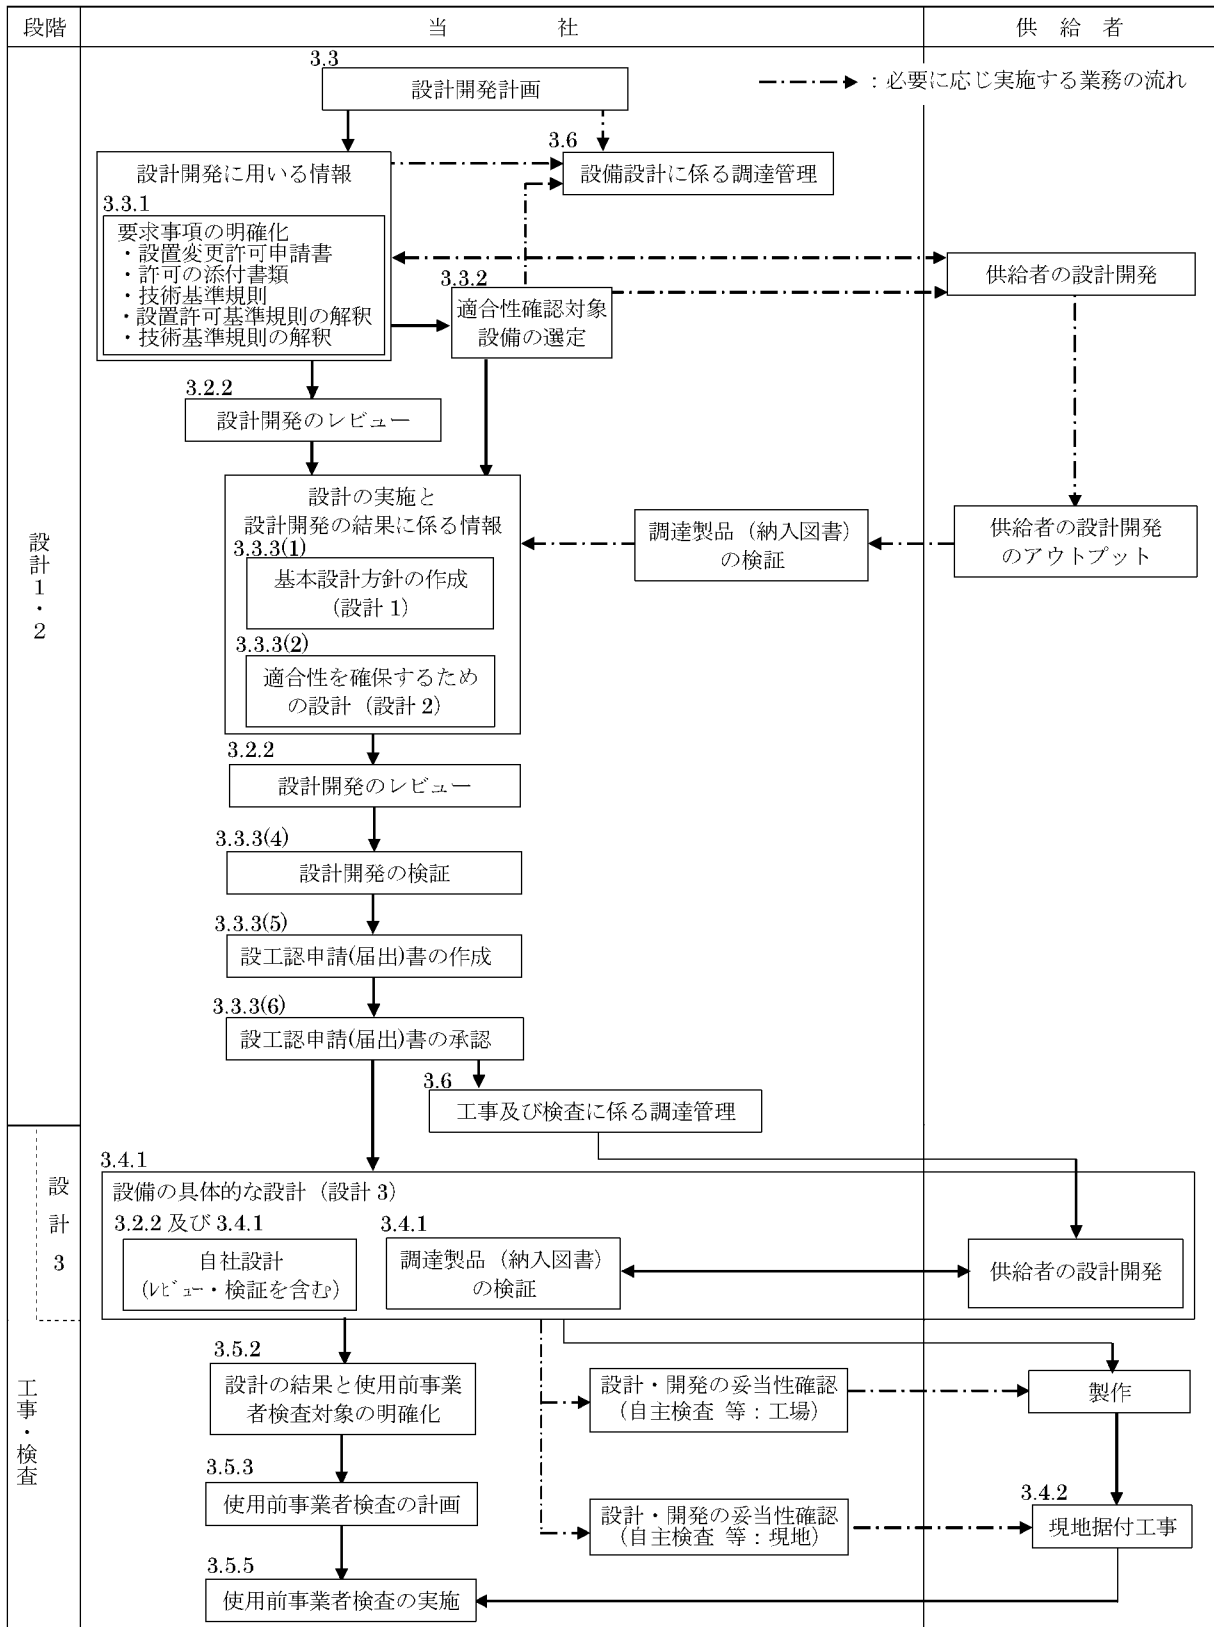 段階
当　　　社
供　給　者
3.3
設計開発計画
：必要に応じ実施する業務の流れ
3.6
設備設計に係る調達管理
設計開発に用いる情報
3.3.1
要求事項の明確化
・設置変更許可申請書
・許可の添付書類
・技術基準規則
・設置許可基準規則の解釈
・技術基準規則の解釈
3.3.2
適合性確認対象
設備の選定
供給者の設計開発
3.2.2
設計開発のレビュー
設計の実施と
設計開発の結果に係る情報
3.3.3(1)
基本設計方針の作成
（設計 1）
3.3.3(2)
適合性を確保するため
の設計（設計 2）
調達製品（納入図書）
の検証
供給者の設計開発
のアウトプット
設計1・2
3.2.2
設計開発のレビュー
3.3.3(4)
設計開発の検証
3.3.3(5)
設工認申請(届出)書の作成
3.3.3(6)
設工認申請(届出)書の承認
3.6
工事及び検査に係る調達管理
設計3
3.4.1
設備の具体的な設計（設計 3）
3.2.2 及び 3.4.1
自社設計
(ﾚﾋﾞｭｰ・検証を含む)
3.4.1
調達製品（納入図書）
の検証
供給者の設計開発
工事・検査
3.5.2
設計の結果と使用前事業
者検査対象の明確化
設計・開発の妥当性確認
（自主検査 等：工場）
製作
3.5.3
使用前事業者検査の計画
設計・開発の妥当性確認
（自主検査 等：現地）
3.4.2
現地据付工事
3.5.5
使用前事業者検査の実施